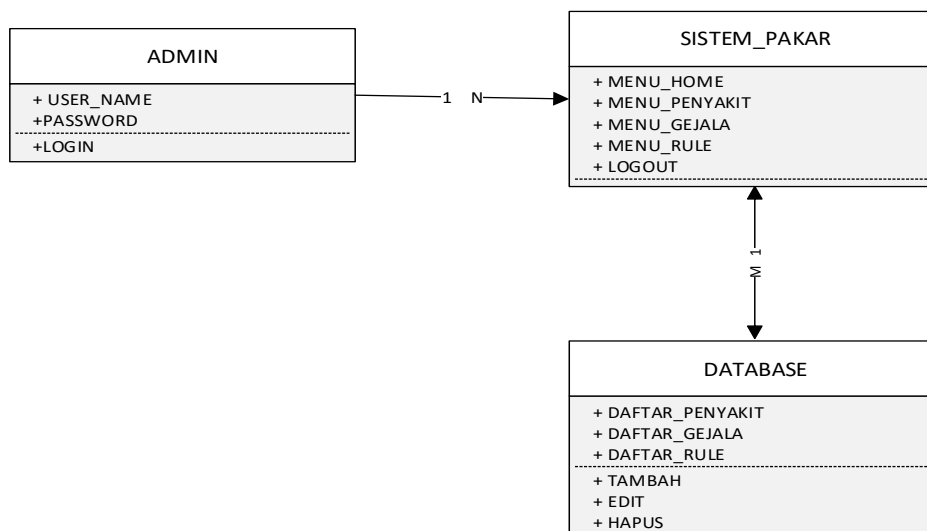 ADMIN
+ USER_NAME
+PASSWORD
+LOGIN
1 N
SISTEM_PAKAR
+ MENU_HOME
+ MENU_PENYAKIT
+ MENU_GEJALA
+ MENU_RULE
+ LOGOUT
M 1
DATABASE
+ DAFTAR_PENYAKIT
+ DAFTAR_GEJALA
+ DAFTAR_RULE
+ TAMBAH
+ EDIT
+ HAPUS